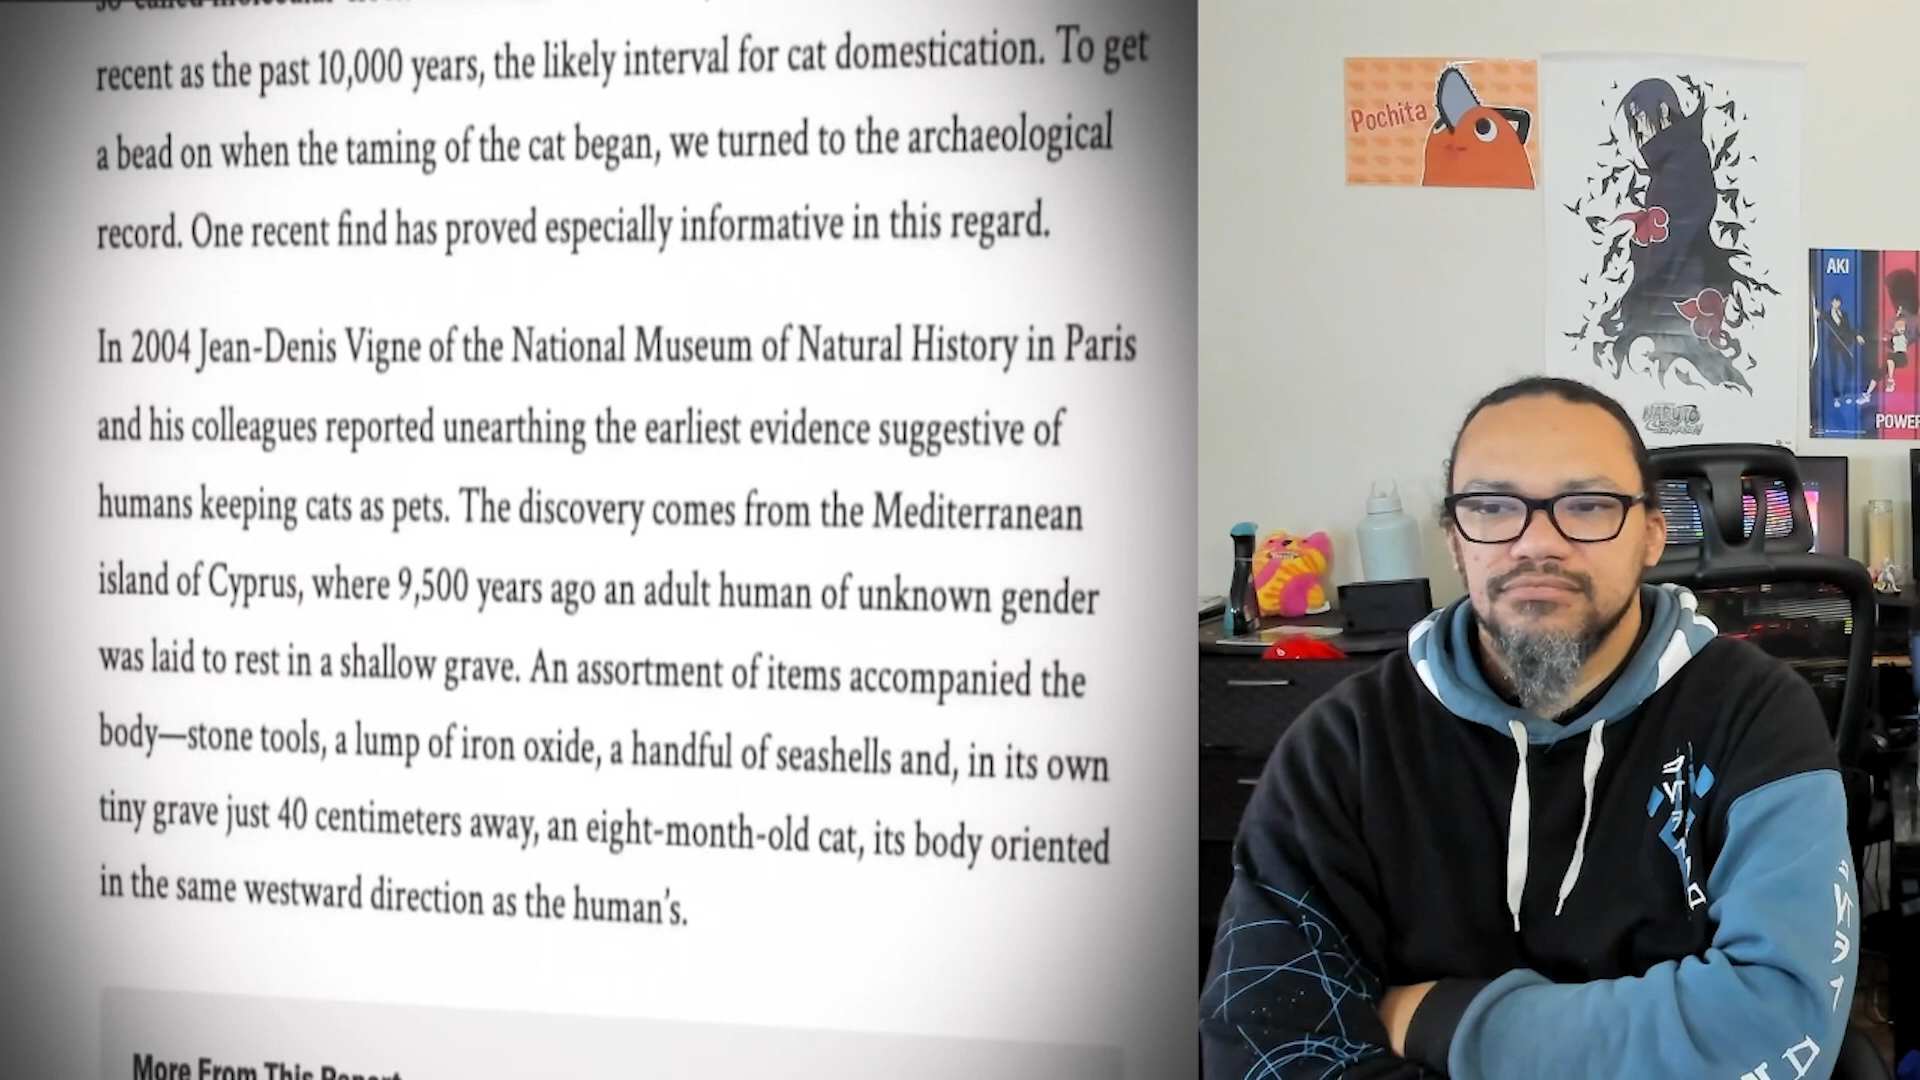 recent as the past 10,000 years, the likely interval for cat domestication. To get
a bead on when the taming of the cat began, we turned to the archaeological
record. One recent find has proved especially informative in this regard.
In 2004 Jean-Denis Vigne of the National Museum of Natural History in Paris
and his colleagues reported unearthing the earliest evidence suggestive of
humans keeping cats as pets. The discovery comes from the Mediterranean
island of Cyprus, where 9,500 years ago an adult human of unknown gender
was laid to rest in a shallow grave. An assortment of items accompanied the
body—stone tools, a lump of iron oxide, a handful of seashells and, in its own
tiny grave just 40 centimeters away, an eight-month-old cat, its body oriented
in the same westward direction as the human's.
More From This Report
Pochita
AKI
POWER
NARUTO